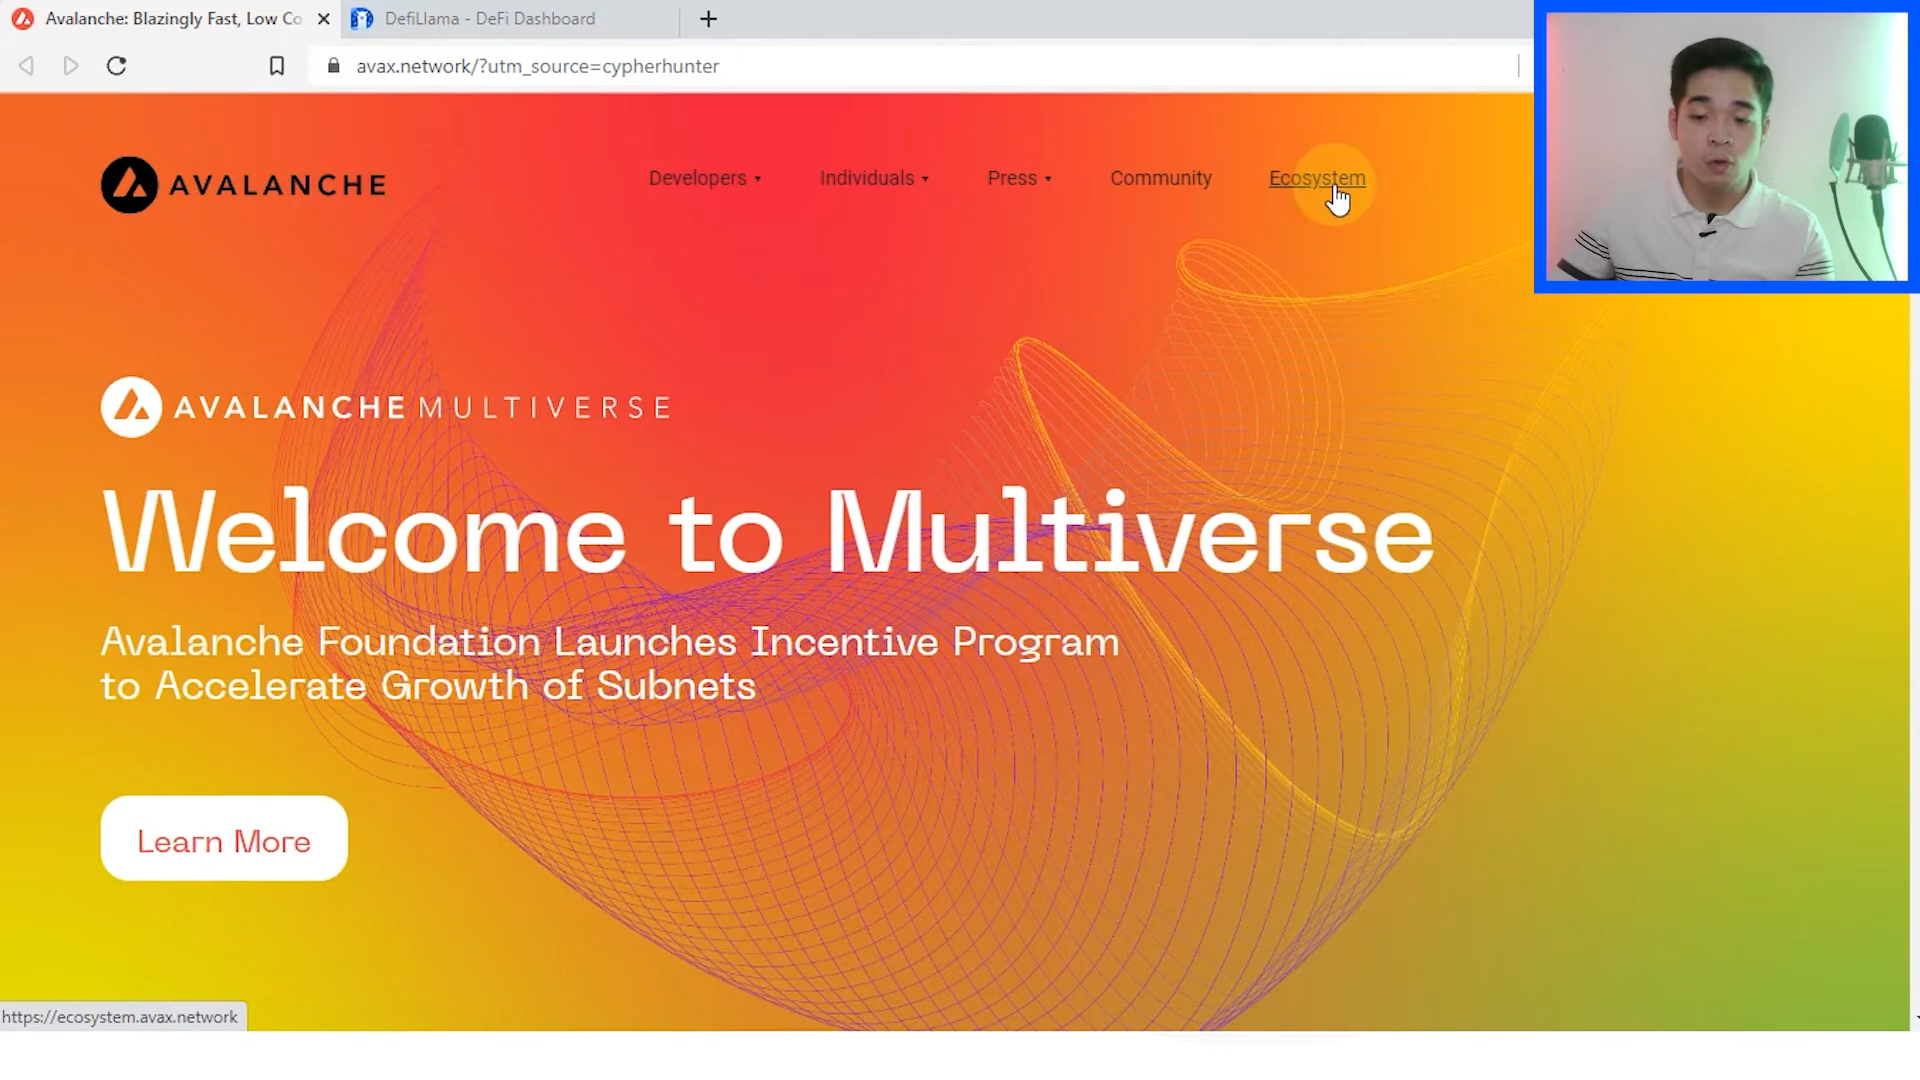 Avalanche: Blazingly Fast, Low Co
DefiLlama - DeFi Dashboard
avax.network/?utm_source=cypherhunter
AVALANCHE
Developers
Individuals
Press
Community
Ecosystem
AVALANCHE MULTIVERSE
Welcome to Multiverse
Avalanche Foundation Launches Incentive Program
to Accelerate Growth of Subnets
Learn More
https://ecosystem.avax.network